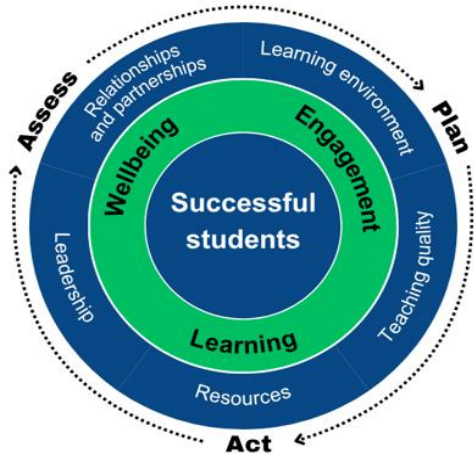 Assess
Plan
Act
Relationships
and partnerships
Learning environment
Teaching quality
Resources
Leadership
Wellbeing
Engagement
Learning
Successful
students